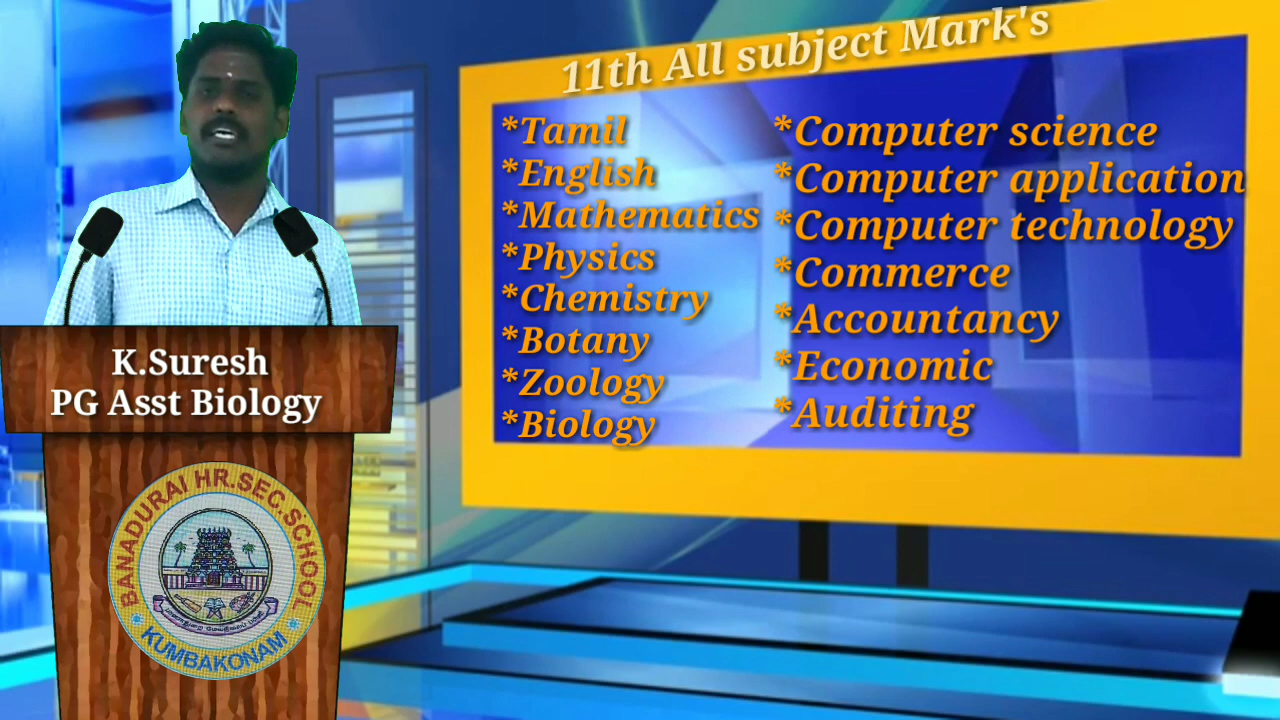 11th All subject Mark's
*Tamil
*English
*Mathematics
*Physics
*Chemistry
*Botany
*Zoology
*Biology
*Computer science
*Computer application
*Computer technology
*Commerce
*Accountancy
*Economic
*Auditing
K.Suresh
PG Asst Biology
BANADURAI HR.SEC.SCHOOL
* KUMBAKONAM *